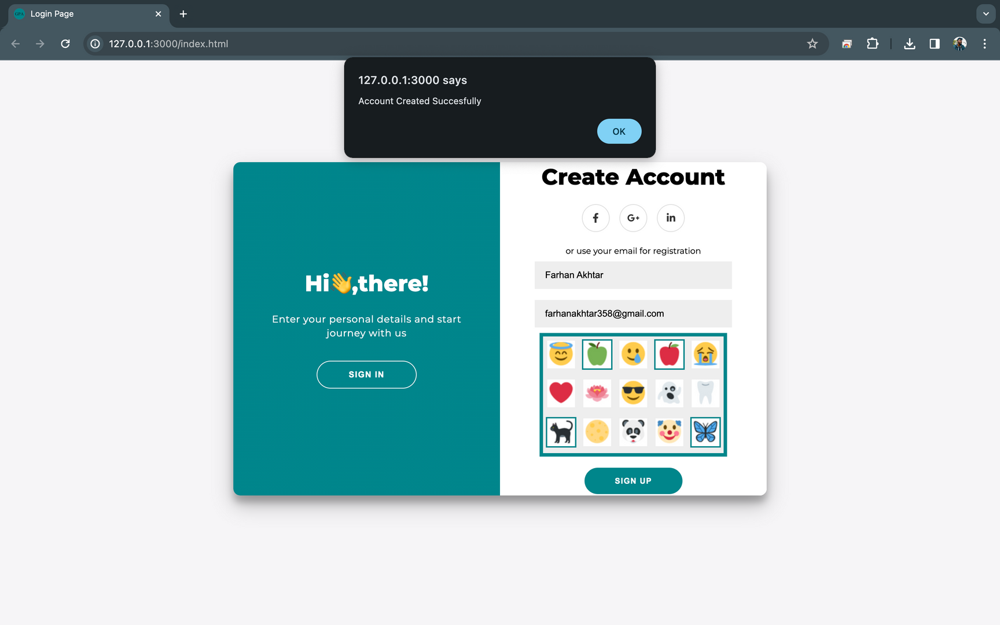 GPA
Login Page
127.0.0.1:3000/index.html
127.0.0.1:3000 says
Account Created Succesfully
OK
Create Account
f
G+
in
or use your email for registration
Farhan Akhtar
farhanakhtar358@gmail.com
Hi👋,there!
Enter your personal details and start
journey with us
SIGN IN
SIGN UP